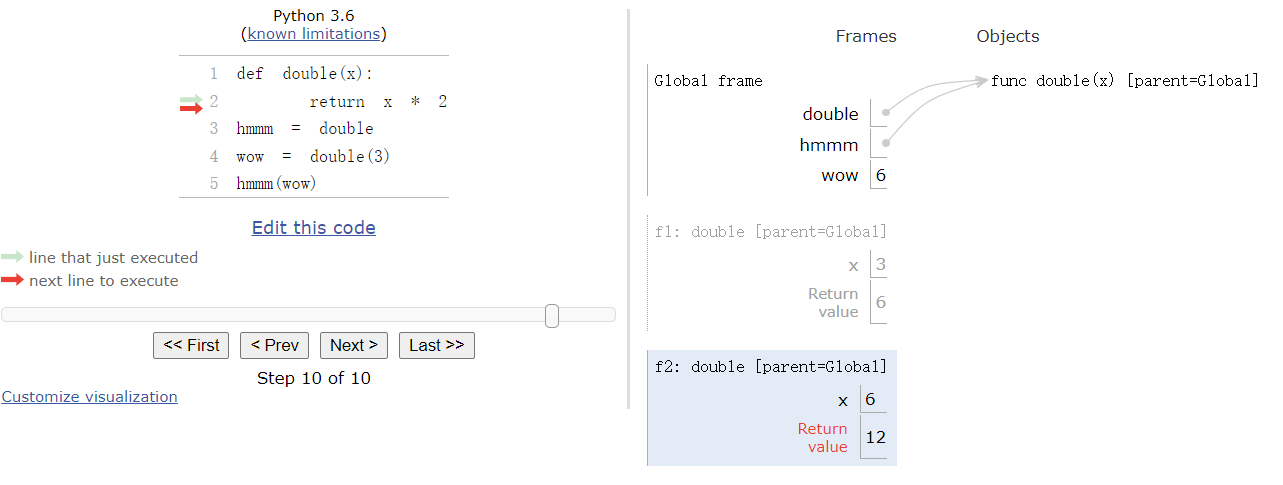 Python 3.6
(known limitations)
1 def double(x):
2 return x * 2
3 hmmm = double
4 wow = double(3)
5 hmmm(wow)
Edit this code
line that just executed
next line to execute
<< First
< Prev
Next >
Last >>
Step 10 of 10
Customize visualization
Frames
Objects
Global frame
func double(x) [parent=Global]
double
hmmm
wow 6
f1: double [parent=Global]
x 3
Return
value 6
f2: double [parent=Global]
x 6
Return
value 12